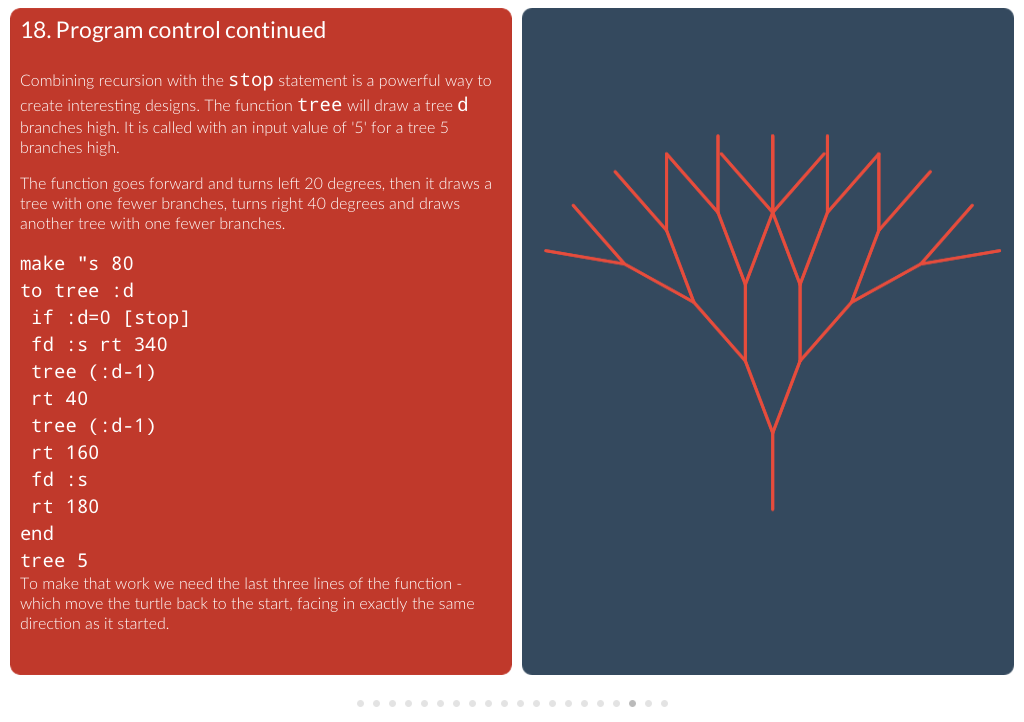 18. Program control continued
Combining recursion with the stop statement is a powerful way to
create interesting designs. The function tree will draw a tree d
branches high. It is called with an input value of '5' for a tree 5
branches high.
The function goes forward and turns left 20 degrees, then it draws a
tree with one fewer branches, turns right 40 degrees and draws
another tree with one fewer branches.
make "s 80
to tree :d
 if :d=0 [stop]
 fd :s rt 340
 tree (:d-1)
 rt 40
 tree (:d-1)
 rt 160
 fd :s
 rt 180
end
tree 5
To make that work we need the last three lines of the function -
which move the turtle back to the start, facing in exactly the same
direction as it started.